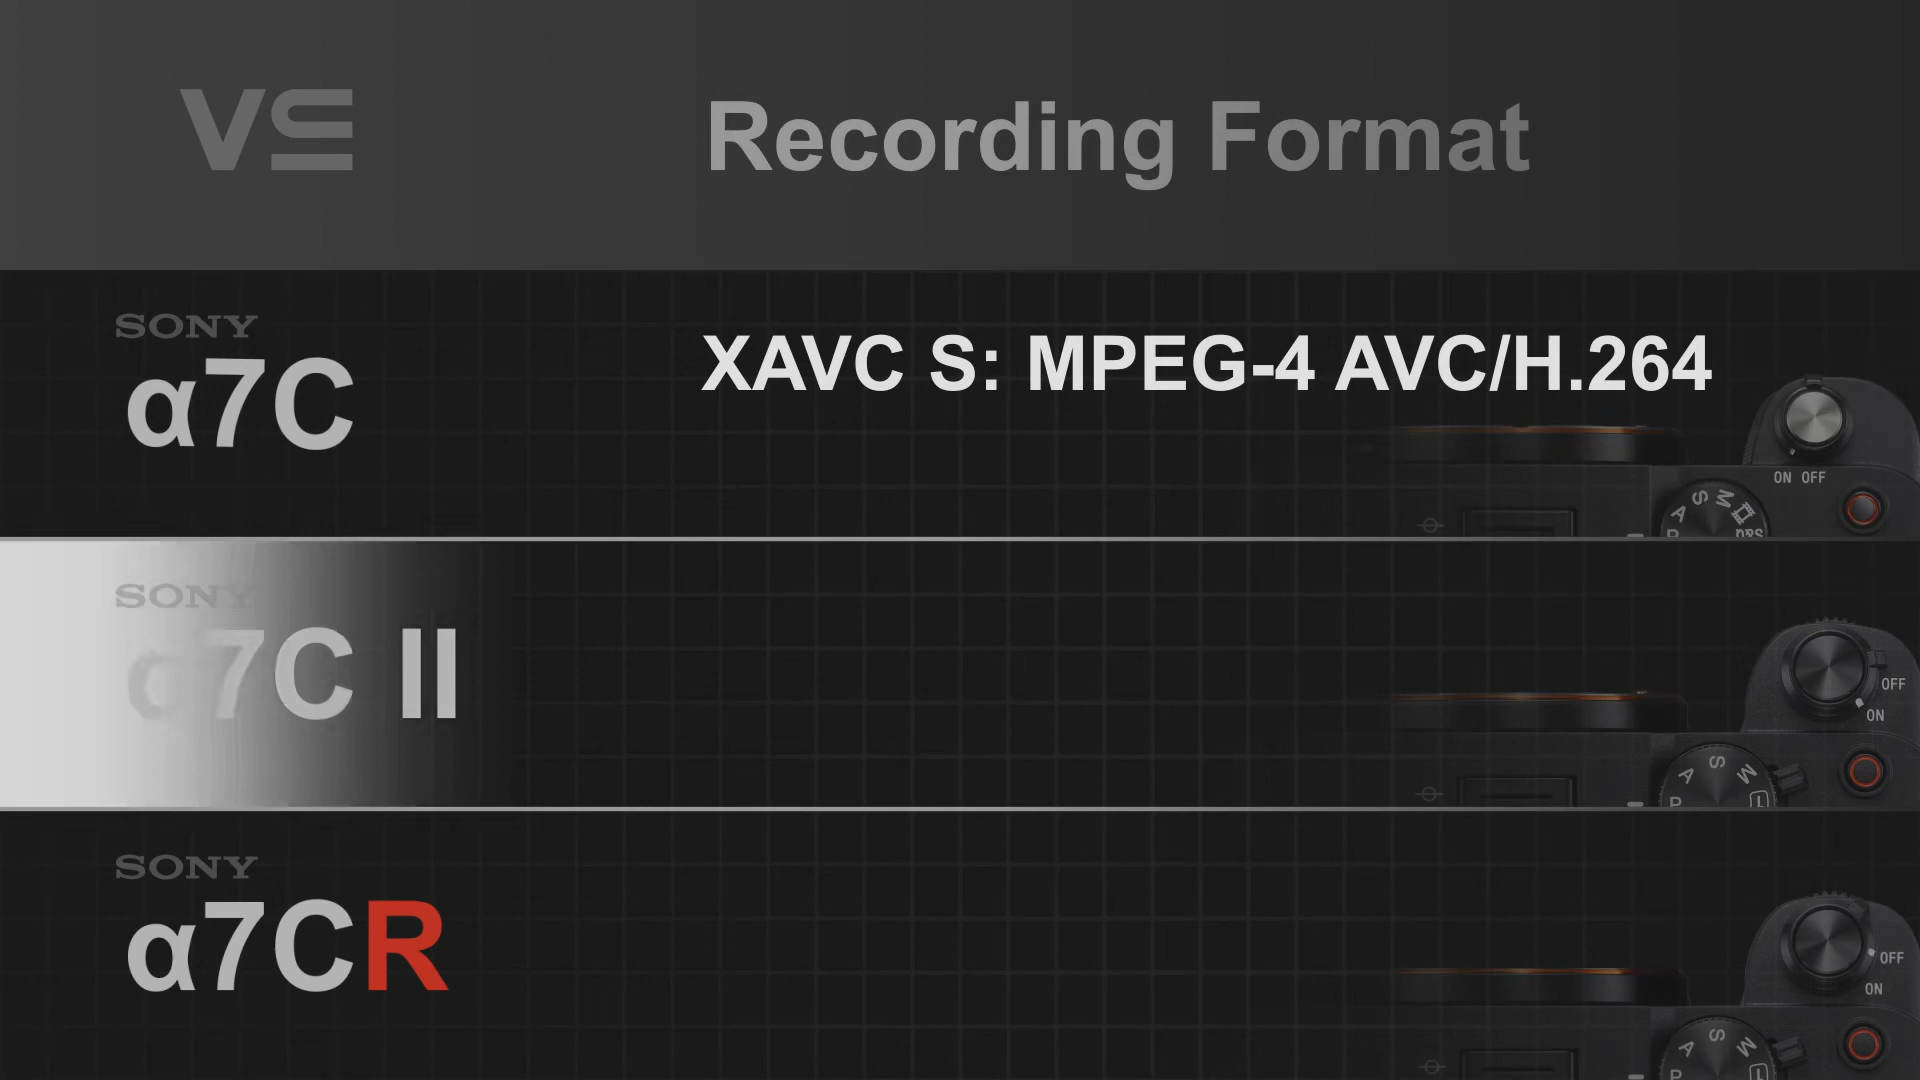 VS
Recording Format
SONY
α7C
XAVC S: MPEG-4 AVC/H.264
ON OFF
A S M
P S&Q
SONY
α7C II
OFF
ON
A S M
P
SONY
α7CR
OFF
ON
A S M
P